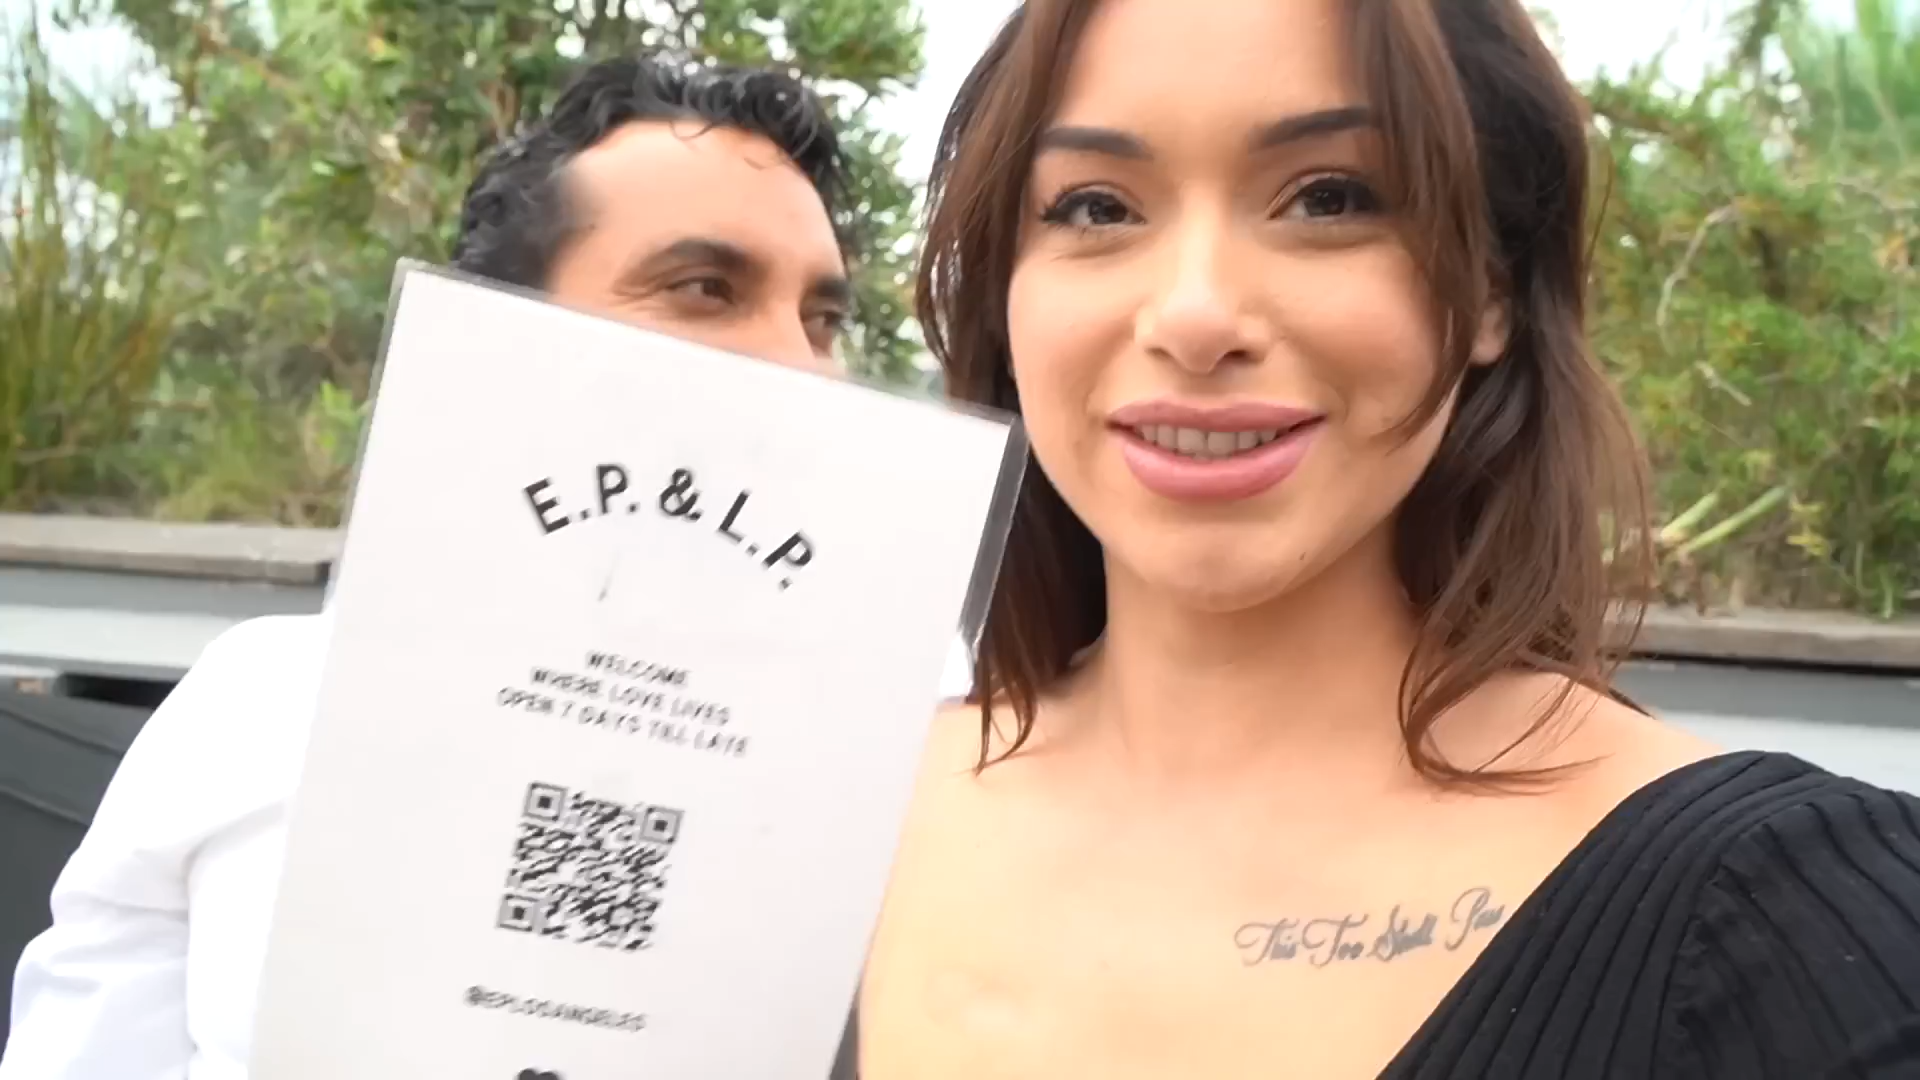 E.P. & L.P.
WELCOME
WHERE LOVE LIVES
OPEN 7 DAYS TILL LATE
@EPLOSANGELES
This Too Shall Pass